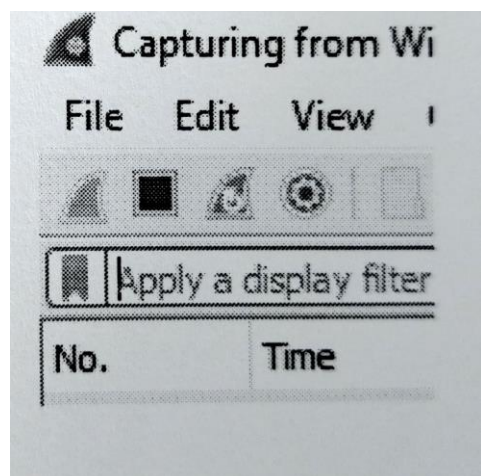 Capturing from Wi
File Edit View
Apply a display filter
No. Time